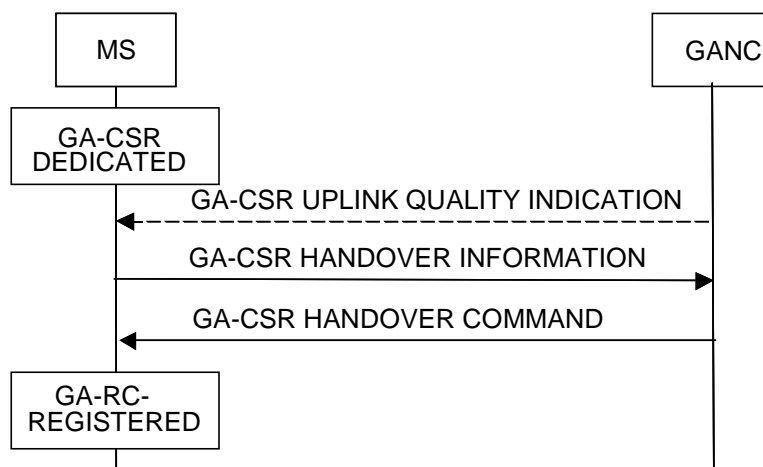 MS
GANC
GA-CSR
DEDICATED
GA-CSR UPLINK QUALITY INDICATION
GA-CSR HANDOVER INFORMATION
GA-CSR HANDOVER COMMAND
GA-RC-
REGISTERED